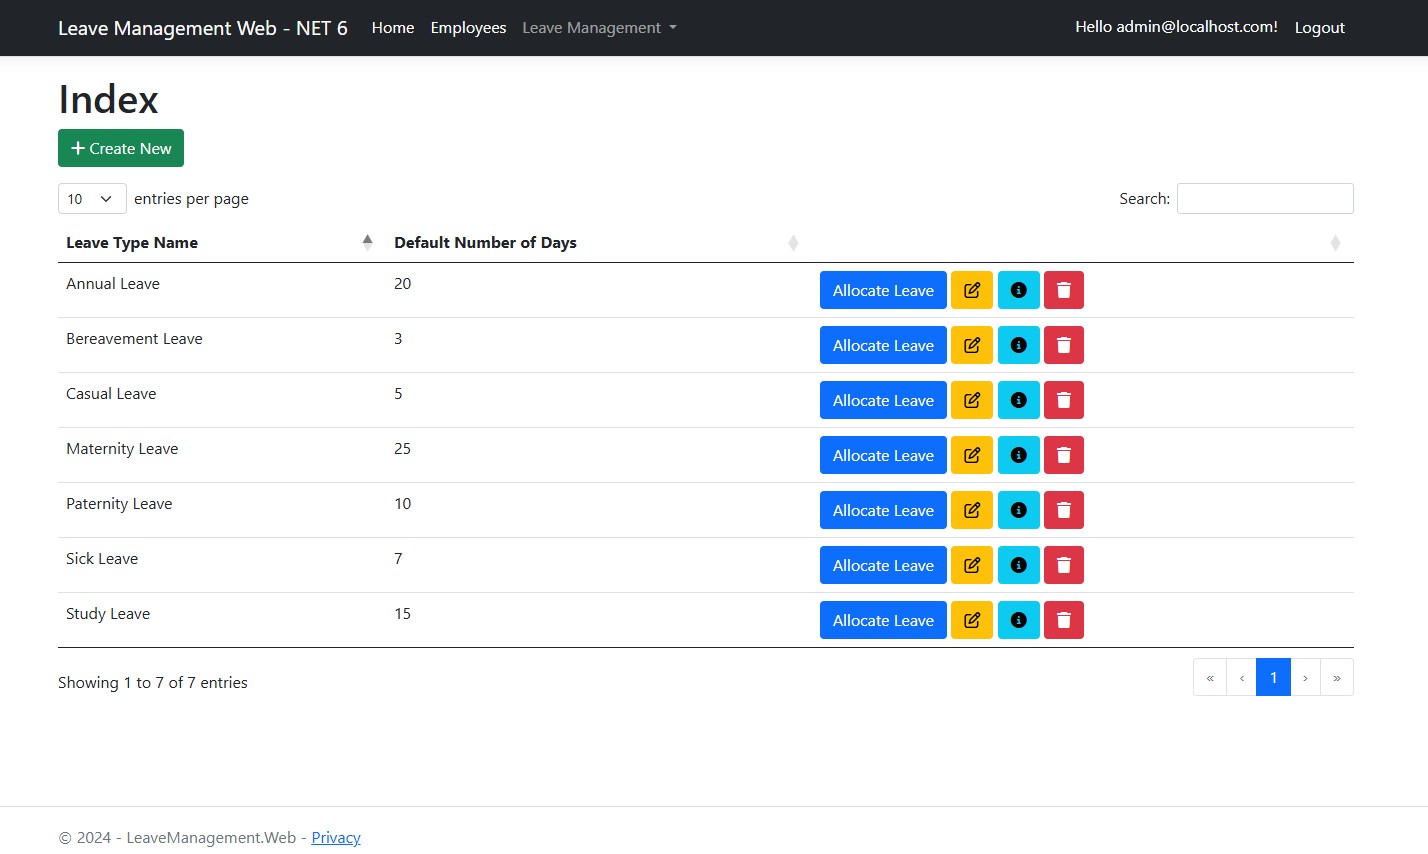 Leave Management Web - NET 6 Home Employees Leave Management Hello admin@localhost.com! Logout
Index
Create New
10 entries per page Search:
Leave Type Name Default Number of Days
Annual Leave 20 Allocate Leave
Bereavement Leave 3 Allocate Leave
Casual Leave 5 Allocate Leave
Maternity Leave 25 Allocate Leave
Paternity Leave 10 Allocate Leave
Sick Leave 7 Allocate Leave
Study Leave 15 Allocate Leave
Showing 1 to 7 of 7 entries « ‹ 1 › »
© 2024 - LeaveManagement.Web - Privacy